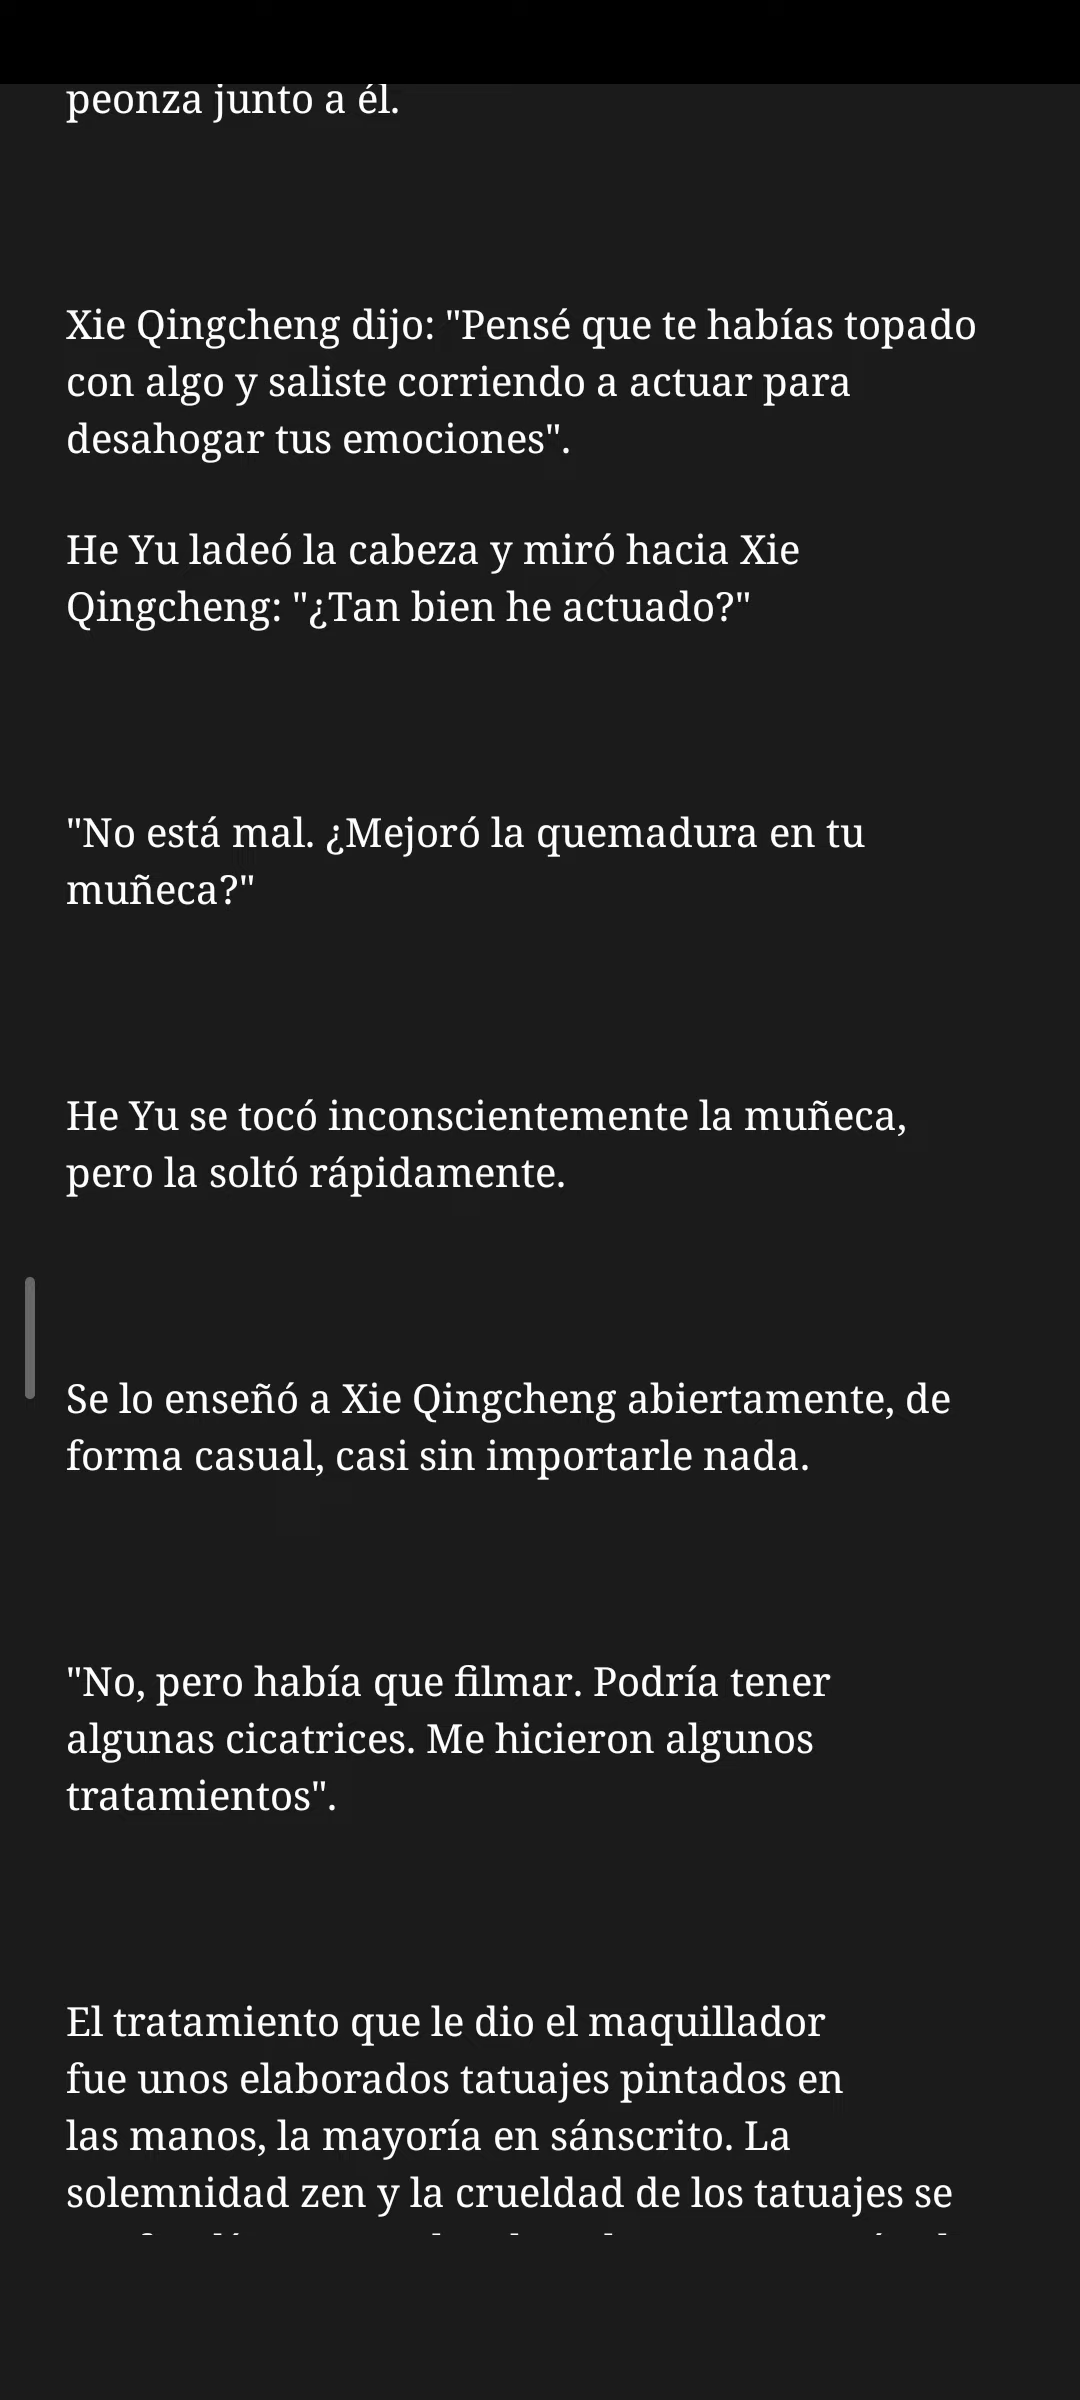 peonza junto a él.
Xie Qingcheng dijo: "Pensé que te habías topado
con algo y saliste corriendo a actuar para
desahogar tus emociones".
He Yu ladeó la cabeza y miró hacia Xie
Qingcheng: "¿Tan bien he actuado?"
"No está mal. ¿Mejoró la quemadura en tu
muñeca?"
He Yu se tocó inconscientemente la muñeca,
pero la soltó rápidamente.
Se lo enseñó a Xie Qingcheng abiertamente, de
forma casual, casi sin importarle nada.
"No, pero había que filmar. Podría tener
algunas cicatrices. Me hicieron algunos
tratamientos".
El tratamiento que le dio el maquillador
fue unos elaborados tatuajes pintados en
las manos, la mayoría en sánscrito. La
solemnidad zen y la crueldad de los tatuajes se